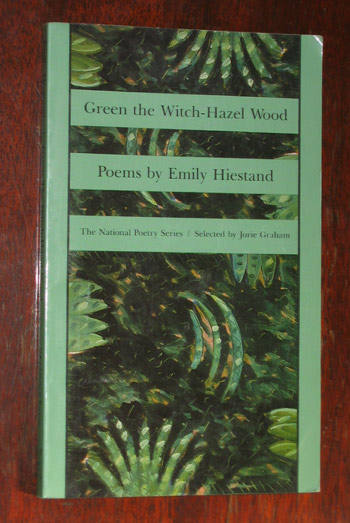 Green the Witch-Hazel Wood
Poems by Emily Hiestand
The National Poetry Series / Selected by Jorie Graham